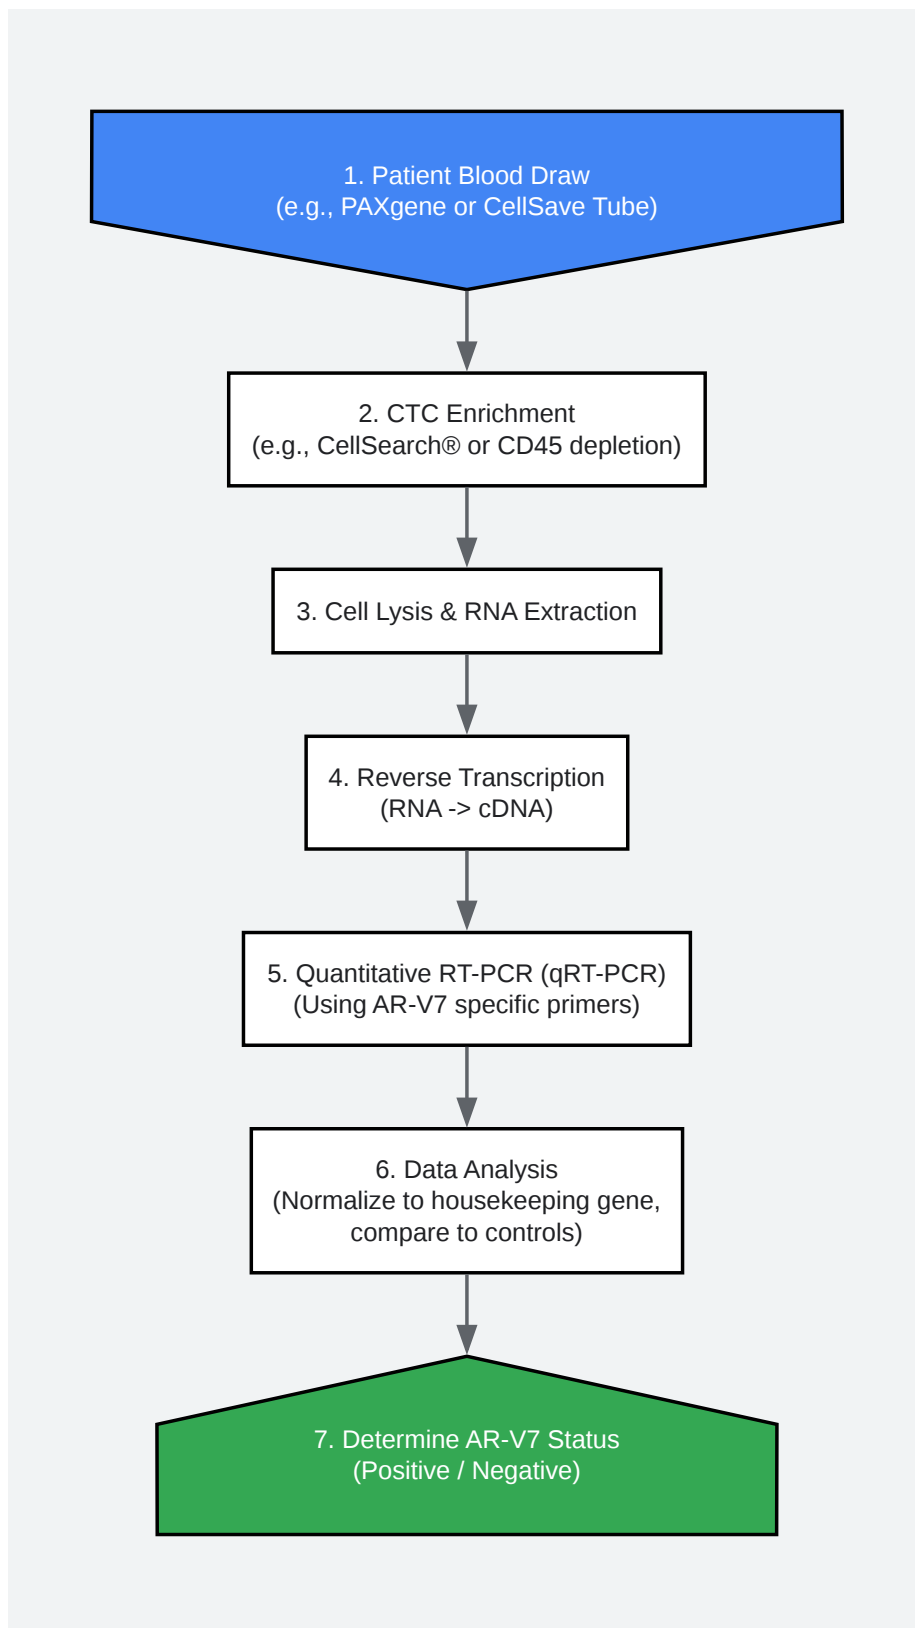 1. Patient Blood Draw
(e.g., PAXgene or CellSave Tube)
2. CTC Enrichment
(e.g., CellSearch® or CD45 depletion)
3. Cell Lysis & RNA Extraction
4. Reverse Transcription
(RNA -> cDNA)
5. Quantitative RT-PCR (qRT-PCR)
(Using AR-V7 specific primers)
6. Data Analysis
(Normalize to housekeeping gene,
compare to controls)
7. Determine AR-V7 Status
(Positive / Negative)